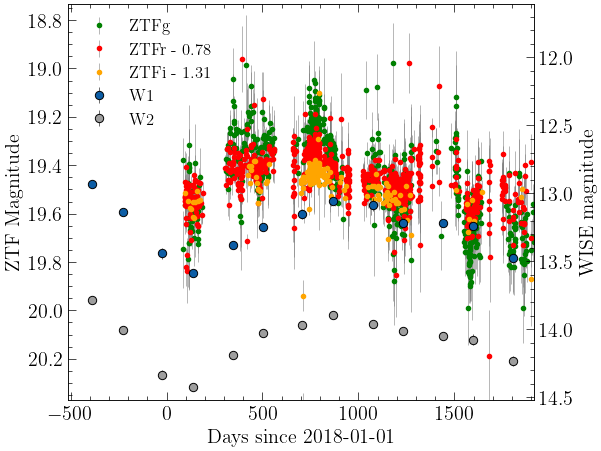 ZTFg
ZTFr - 0.78
ZTFi - 1.31
W1
W2
18.8
19.0
19.2
19.4
19.6
19.8
20.0
20.2
ZTF Magnitude
12.0
12.5
13.0
13.5
14.0
14.5
WISE magnitude
−500
0
500
1000
1500
Days since 2018-01-01